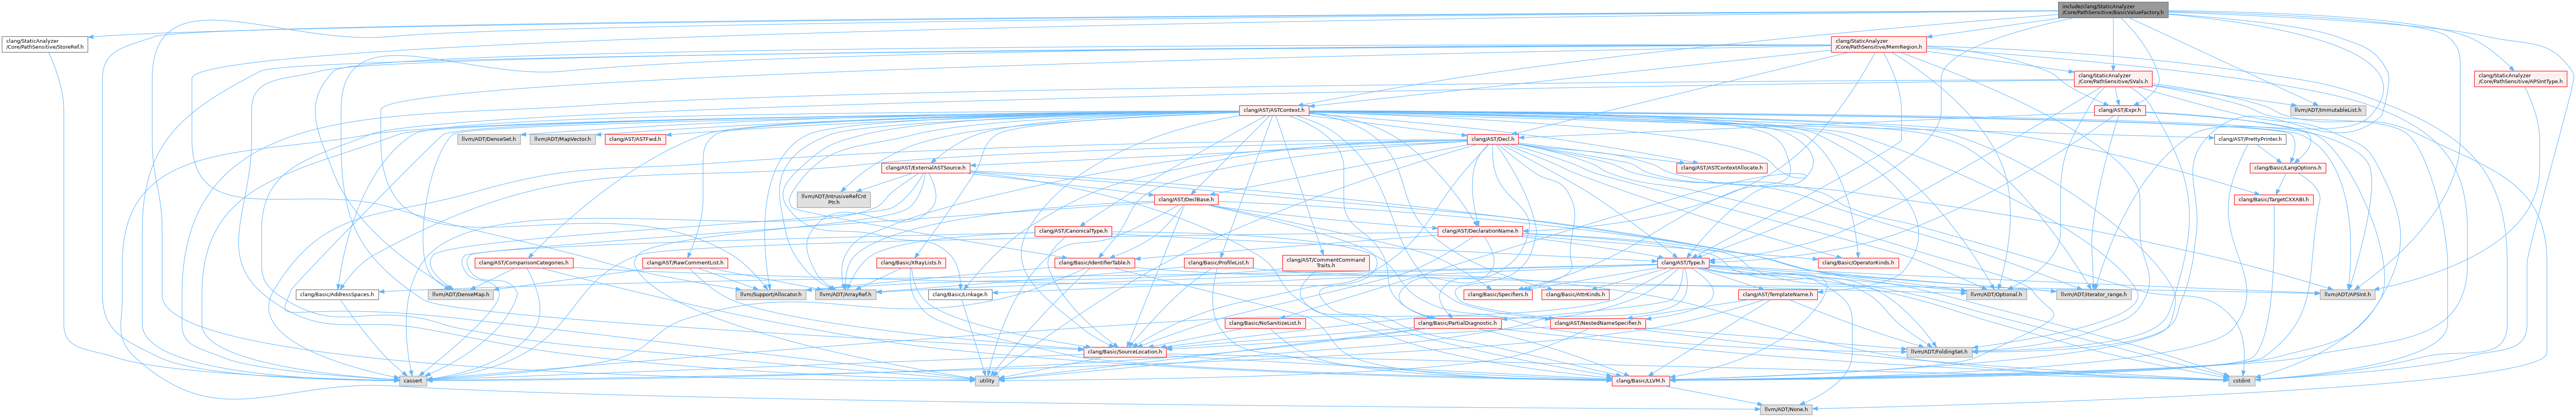 include/clang/StaticAnalyzer
/Core/PathSensitive/BasicValueFactory.h
clang/StaticAnalyzer
/Core/PathSensitive/StoreRef.h
clang/StaticAnalyzer
/Core/PathSensitive/MemRegion.h
clang/StaticAnalyzer
/Core/PathSensitive/SVals.h
clang/StaticAnalyzer
/Core/PathSensitive/APSIntType.h
clang/AST/ASTContext.h
llvm/ADT/ImmutableList.h
clang/AST/Expr.h
llvm/ADT/DenseSet.h
llvm/ADT/MapVector.h
clang/AST/ASTFwd.h
clang/AST/Decl.h
clang/AST/PrettyPrinter.h
clang/AST/ExternalASTSource.h
clang/AST/ASTContextAllocate.h
clang/Basic/LangOptions.h
llvm/ADT/IntrusiveRefCnt
Ptr.h
clang/AST/DeclBase.h
clang/Basic/TargetCXXABI.h
clang/AST/CanonicalType.h
clang/AST/DeclarationName.h
clang/AST/ComparisonCategories.h
clang/AST/RawCommentList.h
clang/Basic/XRayLists.h
clang/Basic/IdentifierTable.h
clang/Basic/ProfileList.h
clang/AST/CommentCommand
Traits.h
clang/AST/Type.h
clang/Basic/OperatorKinds.h
clang/Basic/AddressSpaces.h
llvm/ADT/DenseMap.h
llvm/Support/Allocator.h
llvm/ADT/ArrayRef.h
clang/Basic/Linkage.h
clang/Basic/Specifiers.h
clang/Basic/AttrKinds.h
clang/AST/TemplateName.h
llvm/ADT/Optional.h
llvm/ADT/iterator_range.h
llvm/ADT/APSInt.h
clang/Basic/NoSanitizeList.h
clang/Basic/PartialDiagnostic.h
clang/AST/NestedNameSpecifier.h
clang/Basic/SourceLocation.h
llvm/ADT/FoldingSet.h
cassert
utility
clang/Basic/LLVM.h
cstdint
llvm/ADT/None.h